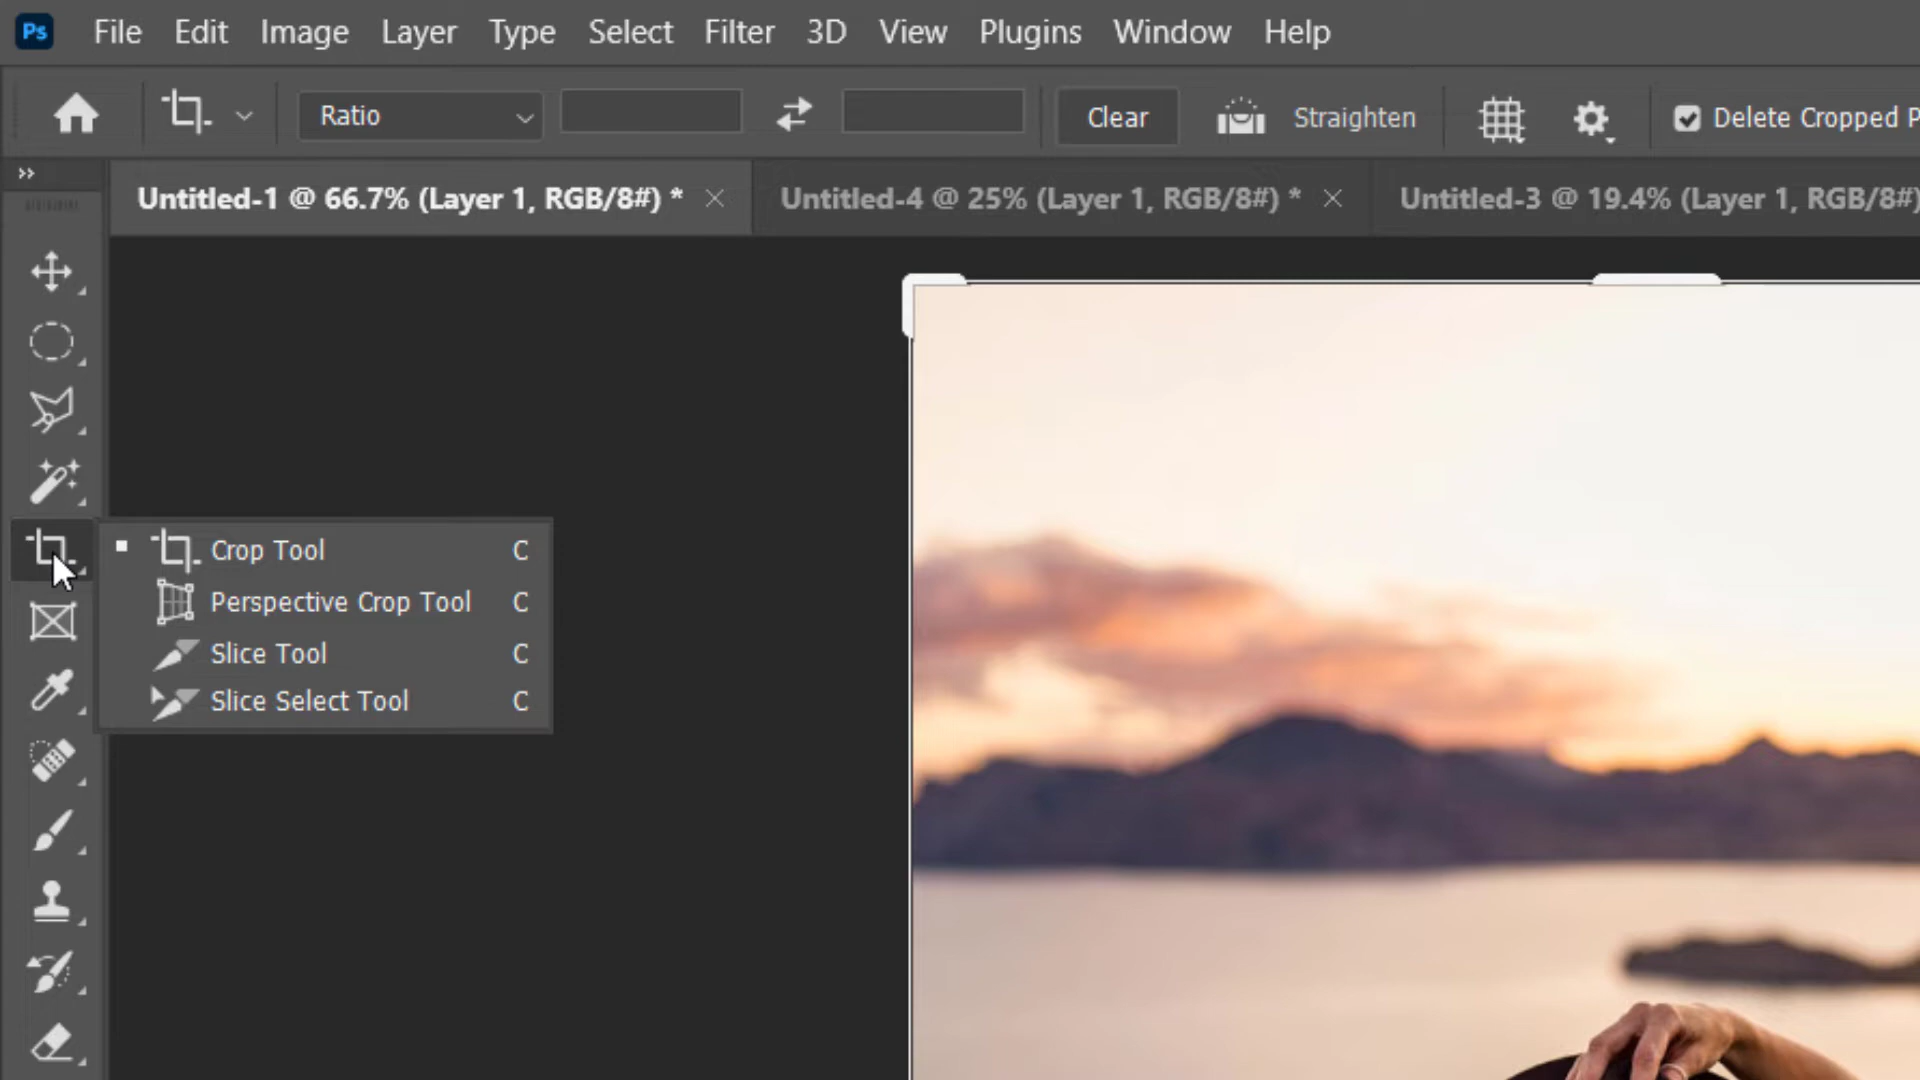 Ps File Edit Image Layer Type Select Filter 3D View Plugins Window Help
Ratio Clear Straighten Delete Cropped P
Untitled-1 @ 66.7% (Layer 1, RGB/8#) * Untitled-4 @ 25% (Layer 1, RGB/8#) * Untitled-3 @ 19.4% (Layer 1, RGB/8#)
Crop Tool C
Perspective Crop Tool C
Slice Tool C
Slice Select Tool C